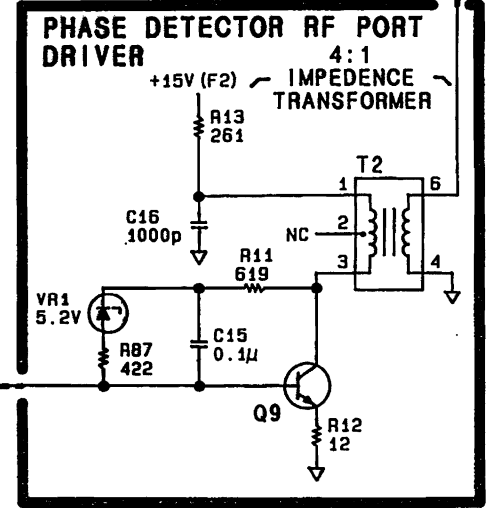 PHASE DETECTOR RF PORT
DRIVER
4:1
+15V (F2)
IMPEDENCE
TRANSFORMER
R13
261
T2
1
6
C16
1000p
NC
2
R11
619
3
4
VR1
5.2V
C15
0.1µ
R87
422
Q9
R12
12